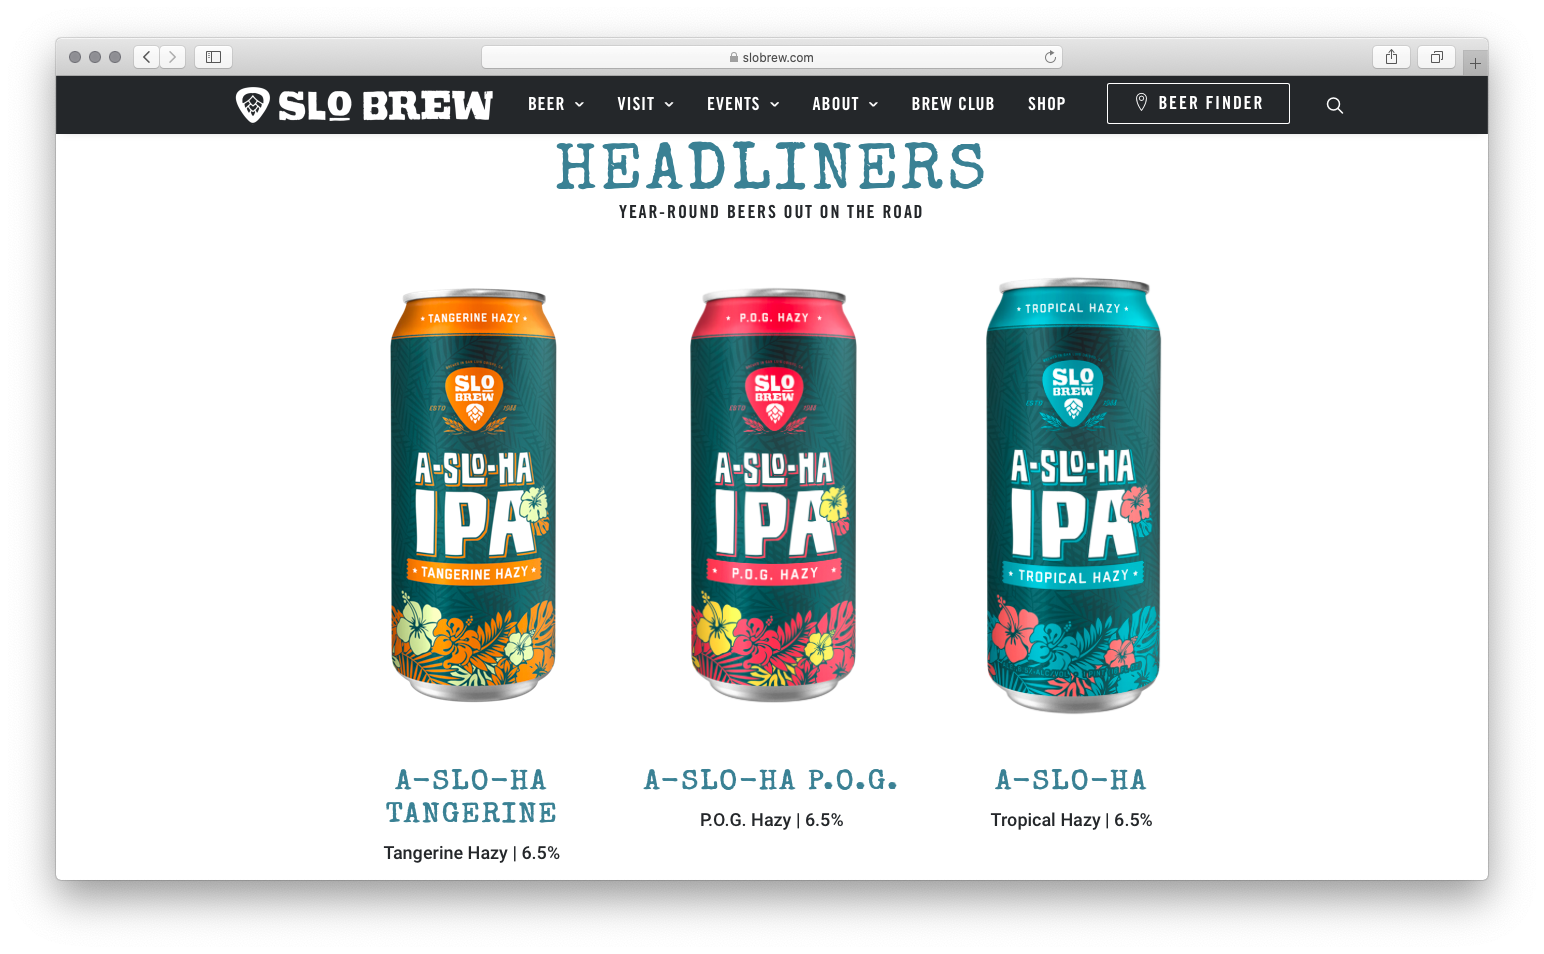 slobrew.com
SLO BREW
BEER
VISIT
EVENTS
ABOUT
BREW CLUB
SHOP
BEER FINDER
HEADLINERS
YEAR-ROUND BEERS OUT ON THE ROAD
TANGERINE HAZY
SLO
BREW
ESTD 1988
A-SLO-HA
IPA
TANGERINE HAZY
P.O.G. HAZY
SLO
BREW
ESTD 1988
A-SLO-HA
IPA
P.O.G. HAZY
TROPICAL HAZY
SLO
BREW
ESTD 1988
A-SLO-HA
IPA
TROPICAL HAZY
A-SLO-HA
TANGERINE
Tangerine Hazy | 6.5%
A-SLO-HA P.O.G.
P.O.G. Hazy | 6.5%
A-SLO-HA
Tropical Hazy | 6.5%